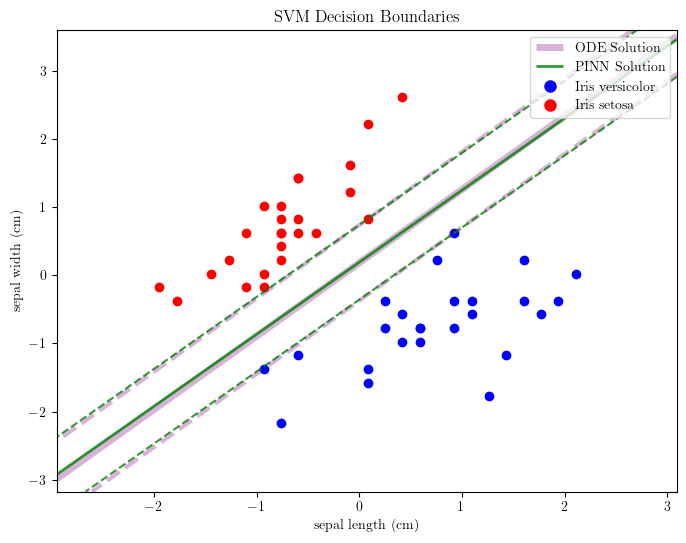 SVM Decision Boundaries
ODE Solution
PINN Solution
Iris versicolor
Iris setosa
sepal width (cm)
3
2
1
0
−1
−2
−3
−2
−1
0
1
2
3
sepal length (cm)